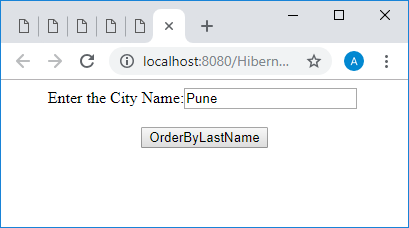 localhost:8080/Hibern...
A
Enter the City Name:Pune
OrderByLastName